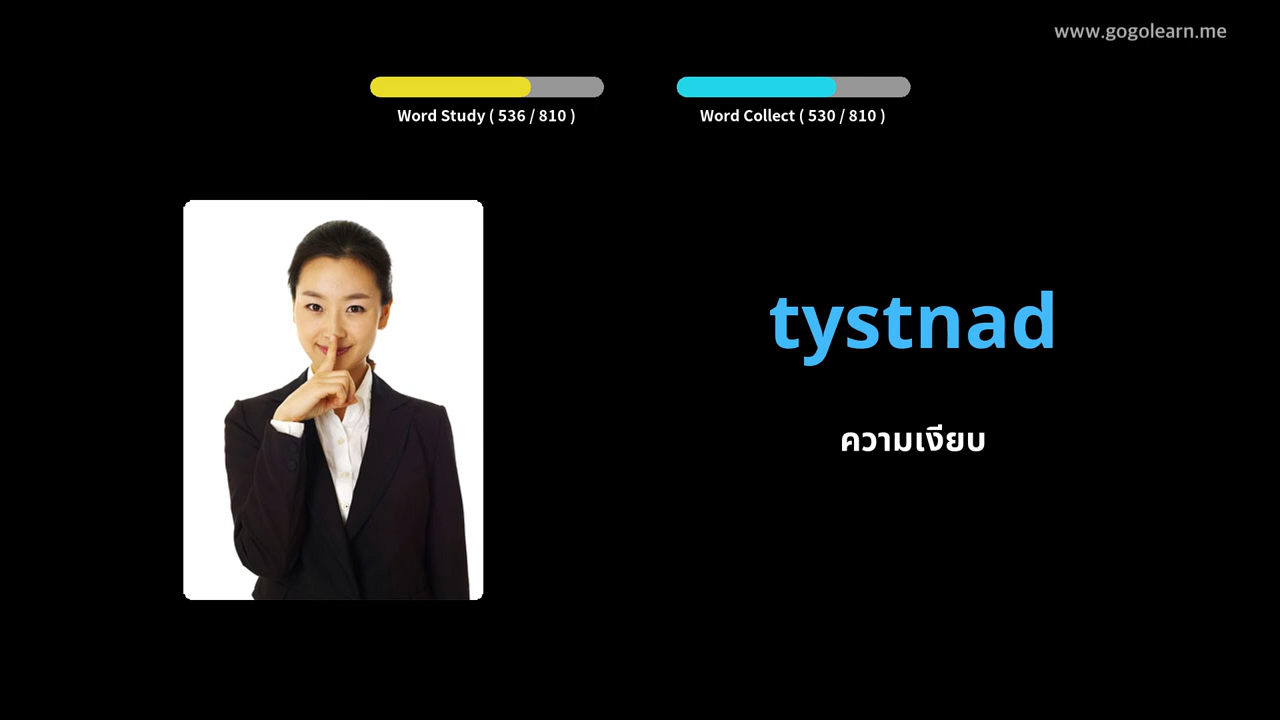 www.gogolearn.me
Word Study ( 536 / 810 )
Word Collect ( 530 / 810 )
tystnad
ความเงียบ